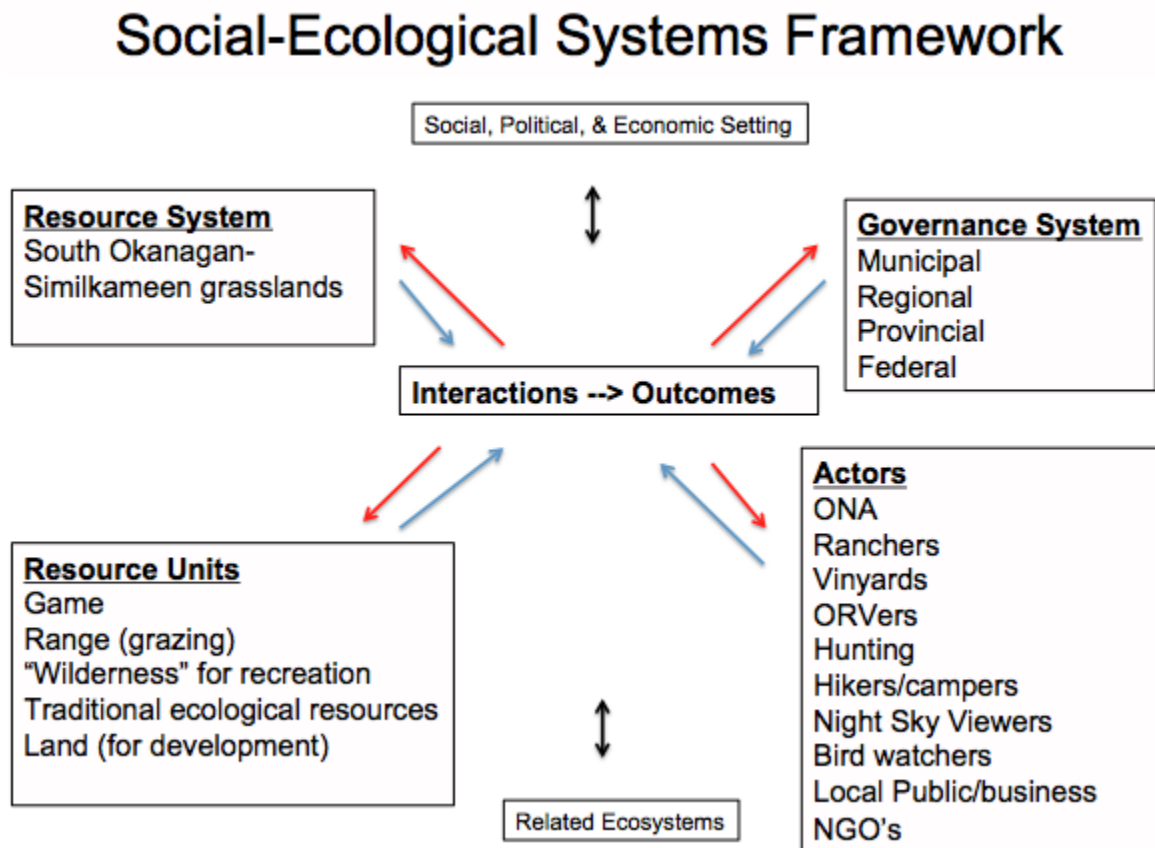 Social-Ecological Systems Framework
Social, Political, & Economic Setting
Resource System
South Okanagan-
Similkameen grasslands
Governance System
Municipal
Regional
Provincial
Federal
Interactions --> Outcomes
Resource Units
Game
Range (grazing)
“Wilderness” for recreation
Traditional ecological resources
Land (for development)
Actors
ONA
Ranchers
Vinyards
ORVers
Hunting
Hikers/campers
Night Sky Viewers
Bird watchers
Local Public/business
NGO's
Related Ecosystems